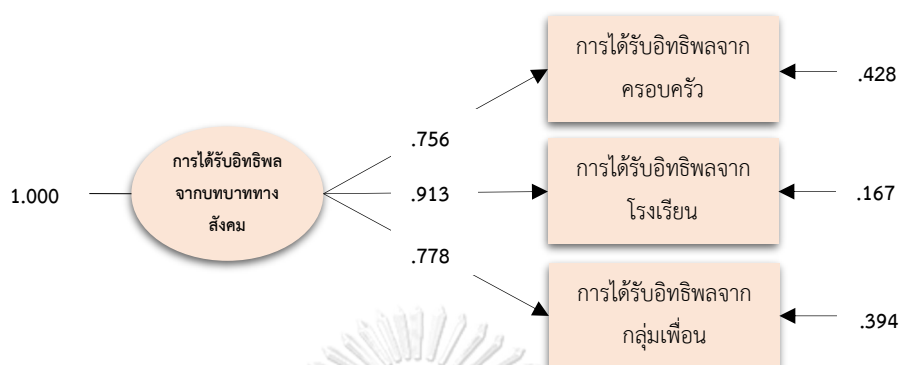 การได้รับอิทธิพลจาก
ครอบครัว
.428
.756
การได้รับอิทธิพล
จากบทบาททาง
สังคม
1.000
.913
การได้รับอิทธิพลจาก
โรงเรียน
.167
.778
การได้รับอิทธิพลจาก
กลุ่มเพื่อน
.394